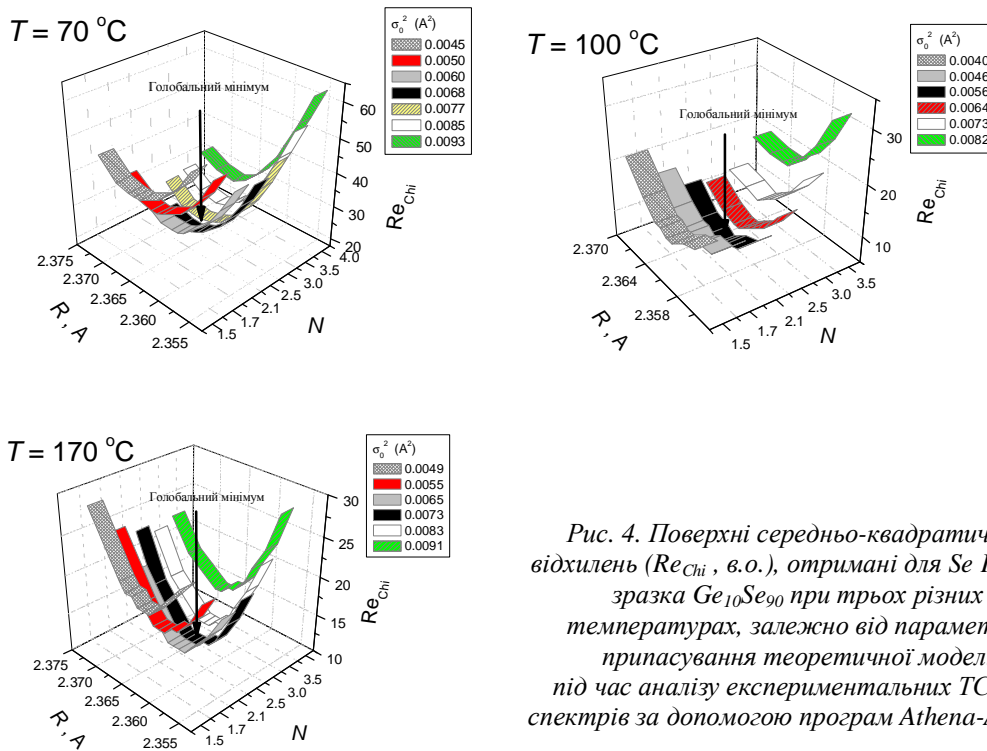 T = 70 °C
σ₀² (A²)
0.0045
0.0050
0.0060
0.0068
0.0077
0.0085
0.0093
Голобальний мінімум
60
50
40
30
20
Re_Chi
2.375
2.370
2.365
2.360
2.355
R , A
1.5
1.7
2.1
2.5
3.0
4.0
N
T = 100 °C
σ₀² (A²)
0.0040
0.0046
0.0056
0.0064
0.0073
0.0082
Голобальний мінімум
30
20
10
Re_Chi
2.370
2.364
2.358
R , A
1.5
1.7
2.1
2.5
3.0
3.5
N
T = 170 °C
σ₀² (A²)
0.0049
0.0055
0.0065
0.0073
0.0083
0.0091
Голобальний мінімум
30
25
20
15
10
Re_Chi
2.375
2.370
2.365
2.360
2.355
R , A
1.5
1.7
2.1
2.5
3.0
3.5
N
Рис. 4. Поверхні середньо-квадратич
відхилень (Re_Chi , в.о.), отримані для Se
зразка Ge₁₀Se₉₀ при трьох різних
температурах, залежно від парамет
припасування теоретичної модел
під час аналізу експериментальних ТС
спектрів за допомогою програм Athena-